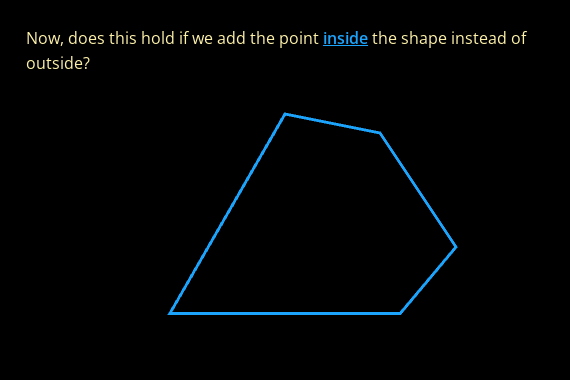 Now, does this hold if we add the point inside the shape instead of
outside?